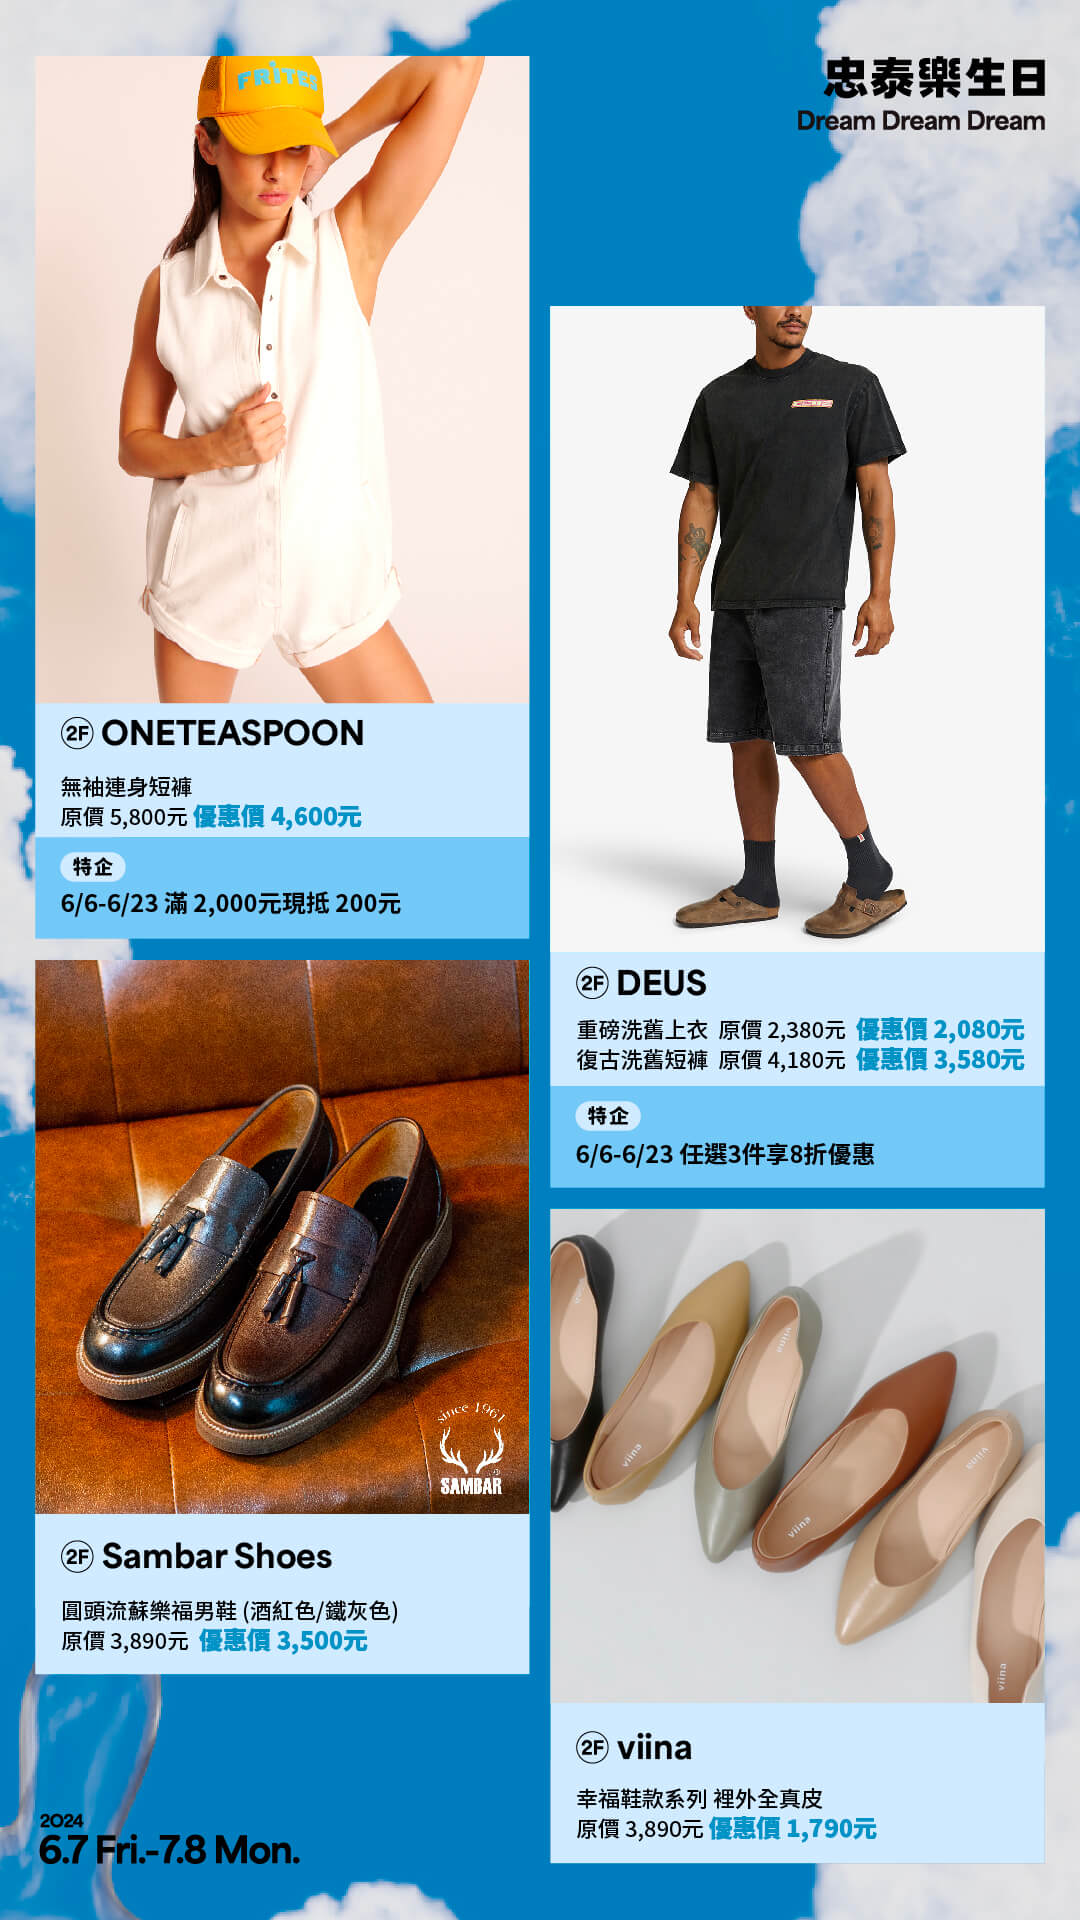 忠泰樂生日
Dream Dream Dream
FRITES
2F ONETEASPOON
無袖連身短褲
原價 5,800元 優惠價 4,600元
特企
6/6-6/23 滿 2,000元現抵 200元
2F DEUS
重磅洗舊上衣 原價 2,380元 優惠價 2,080元
復古洗舊短褲 原價 4,180元 優惠價 3,580元
特企
6/6-6/23 任選3件享8折優惠
since 1961
SAMBAR
2F Sambar Shoes
圓頭流蘇樂福男鞋 (酒紅色/鐵灰色)
原價 3,890元 優惠價 3,500元
viina
viina
viina
viina
viina
2F viina
幸福鞋款系列 裡外全真皮
原價 3,890元 優惠價 1,790元
2024
6.7 Fri.-7.8 Mon.